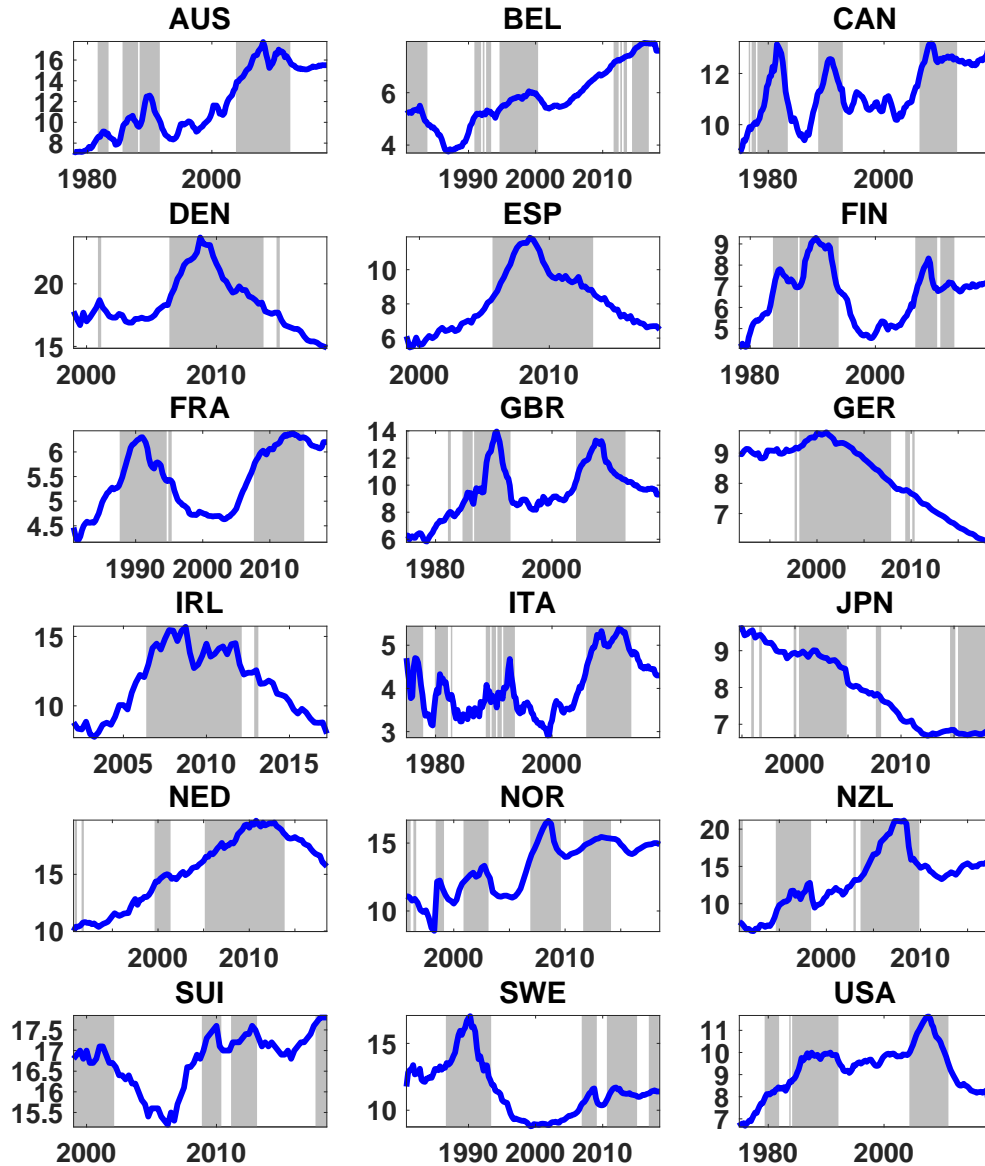 AUS BEL CAN
16 14 12 10 8
1980 2000
6 4
1990 2000 2010
12 10
1980 2000
DEN ESP FIN
20 15
2000 2010
10 8 6
2000 2010
9 8 7 6 5
1980 2000
FRA GBR GER
6 5.5 5 4.5
1990 2000 2010
14 12 10 8 6
1980 2000
9 8 7
2000 2010
IRL ITA JPN
15 10
2005 2010 2015
5 4 3
1980 2000
9 8 7
2000 2010
NED NOR NZL
15 10
2000 2010
15 10
2000 2010
20 15 10
2000 2010
SUI SWE USA
17.5 17 16.5 16 15.5
2000 2010
15 10
1990 2000 2010
11 10 9 8 7
1980 2000